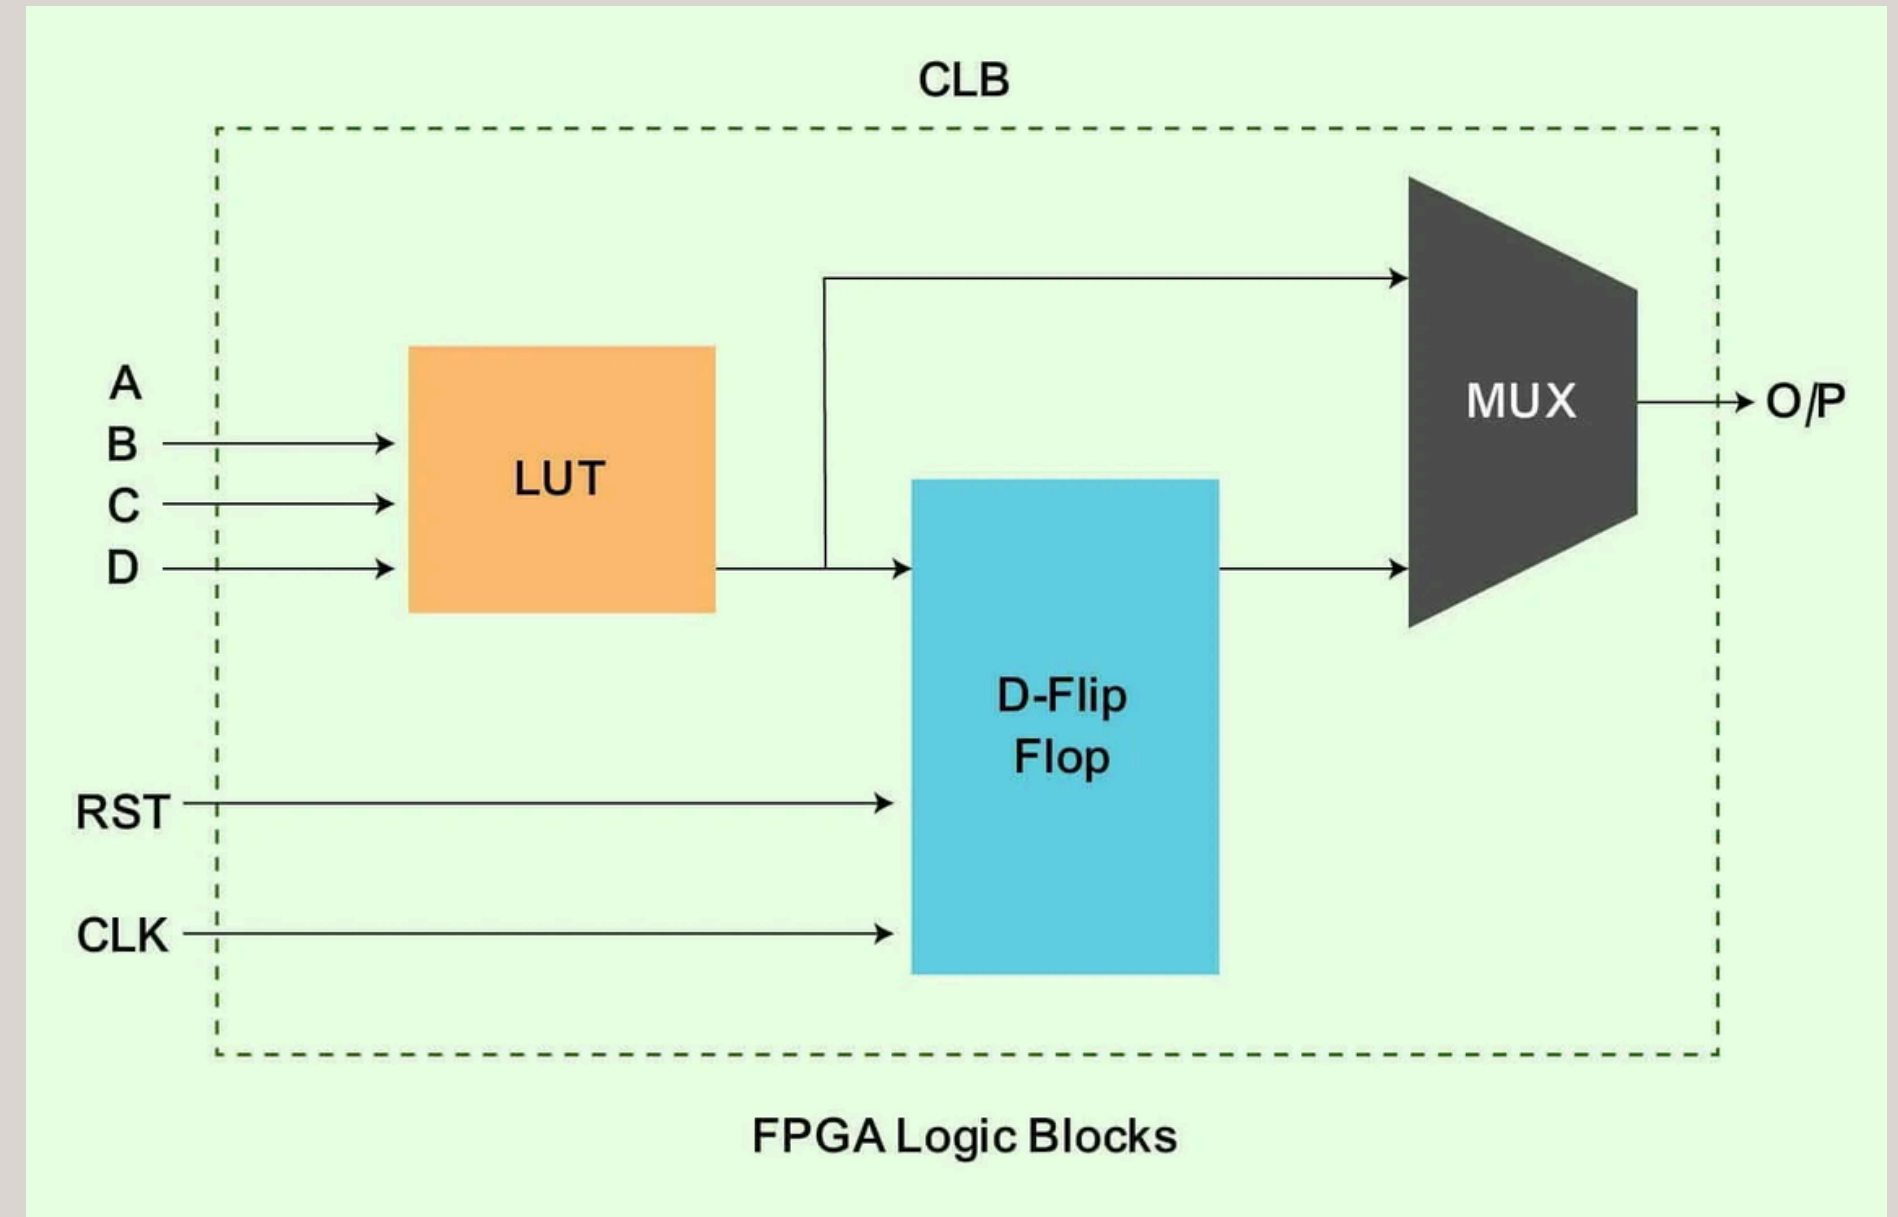 CLB
A
B
C
D
LUT
MUX
O/P
D-Flip
Flop
RST
CLK
FPGA Logic Blocks